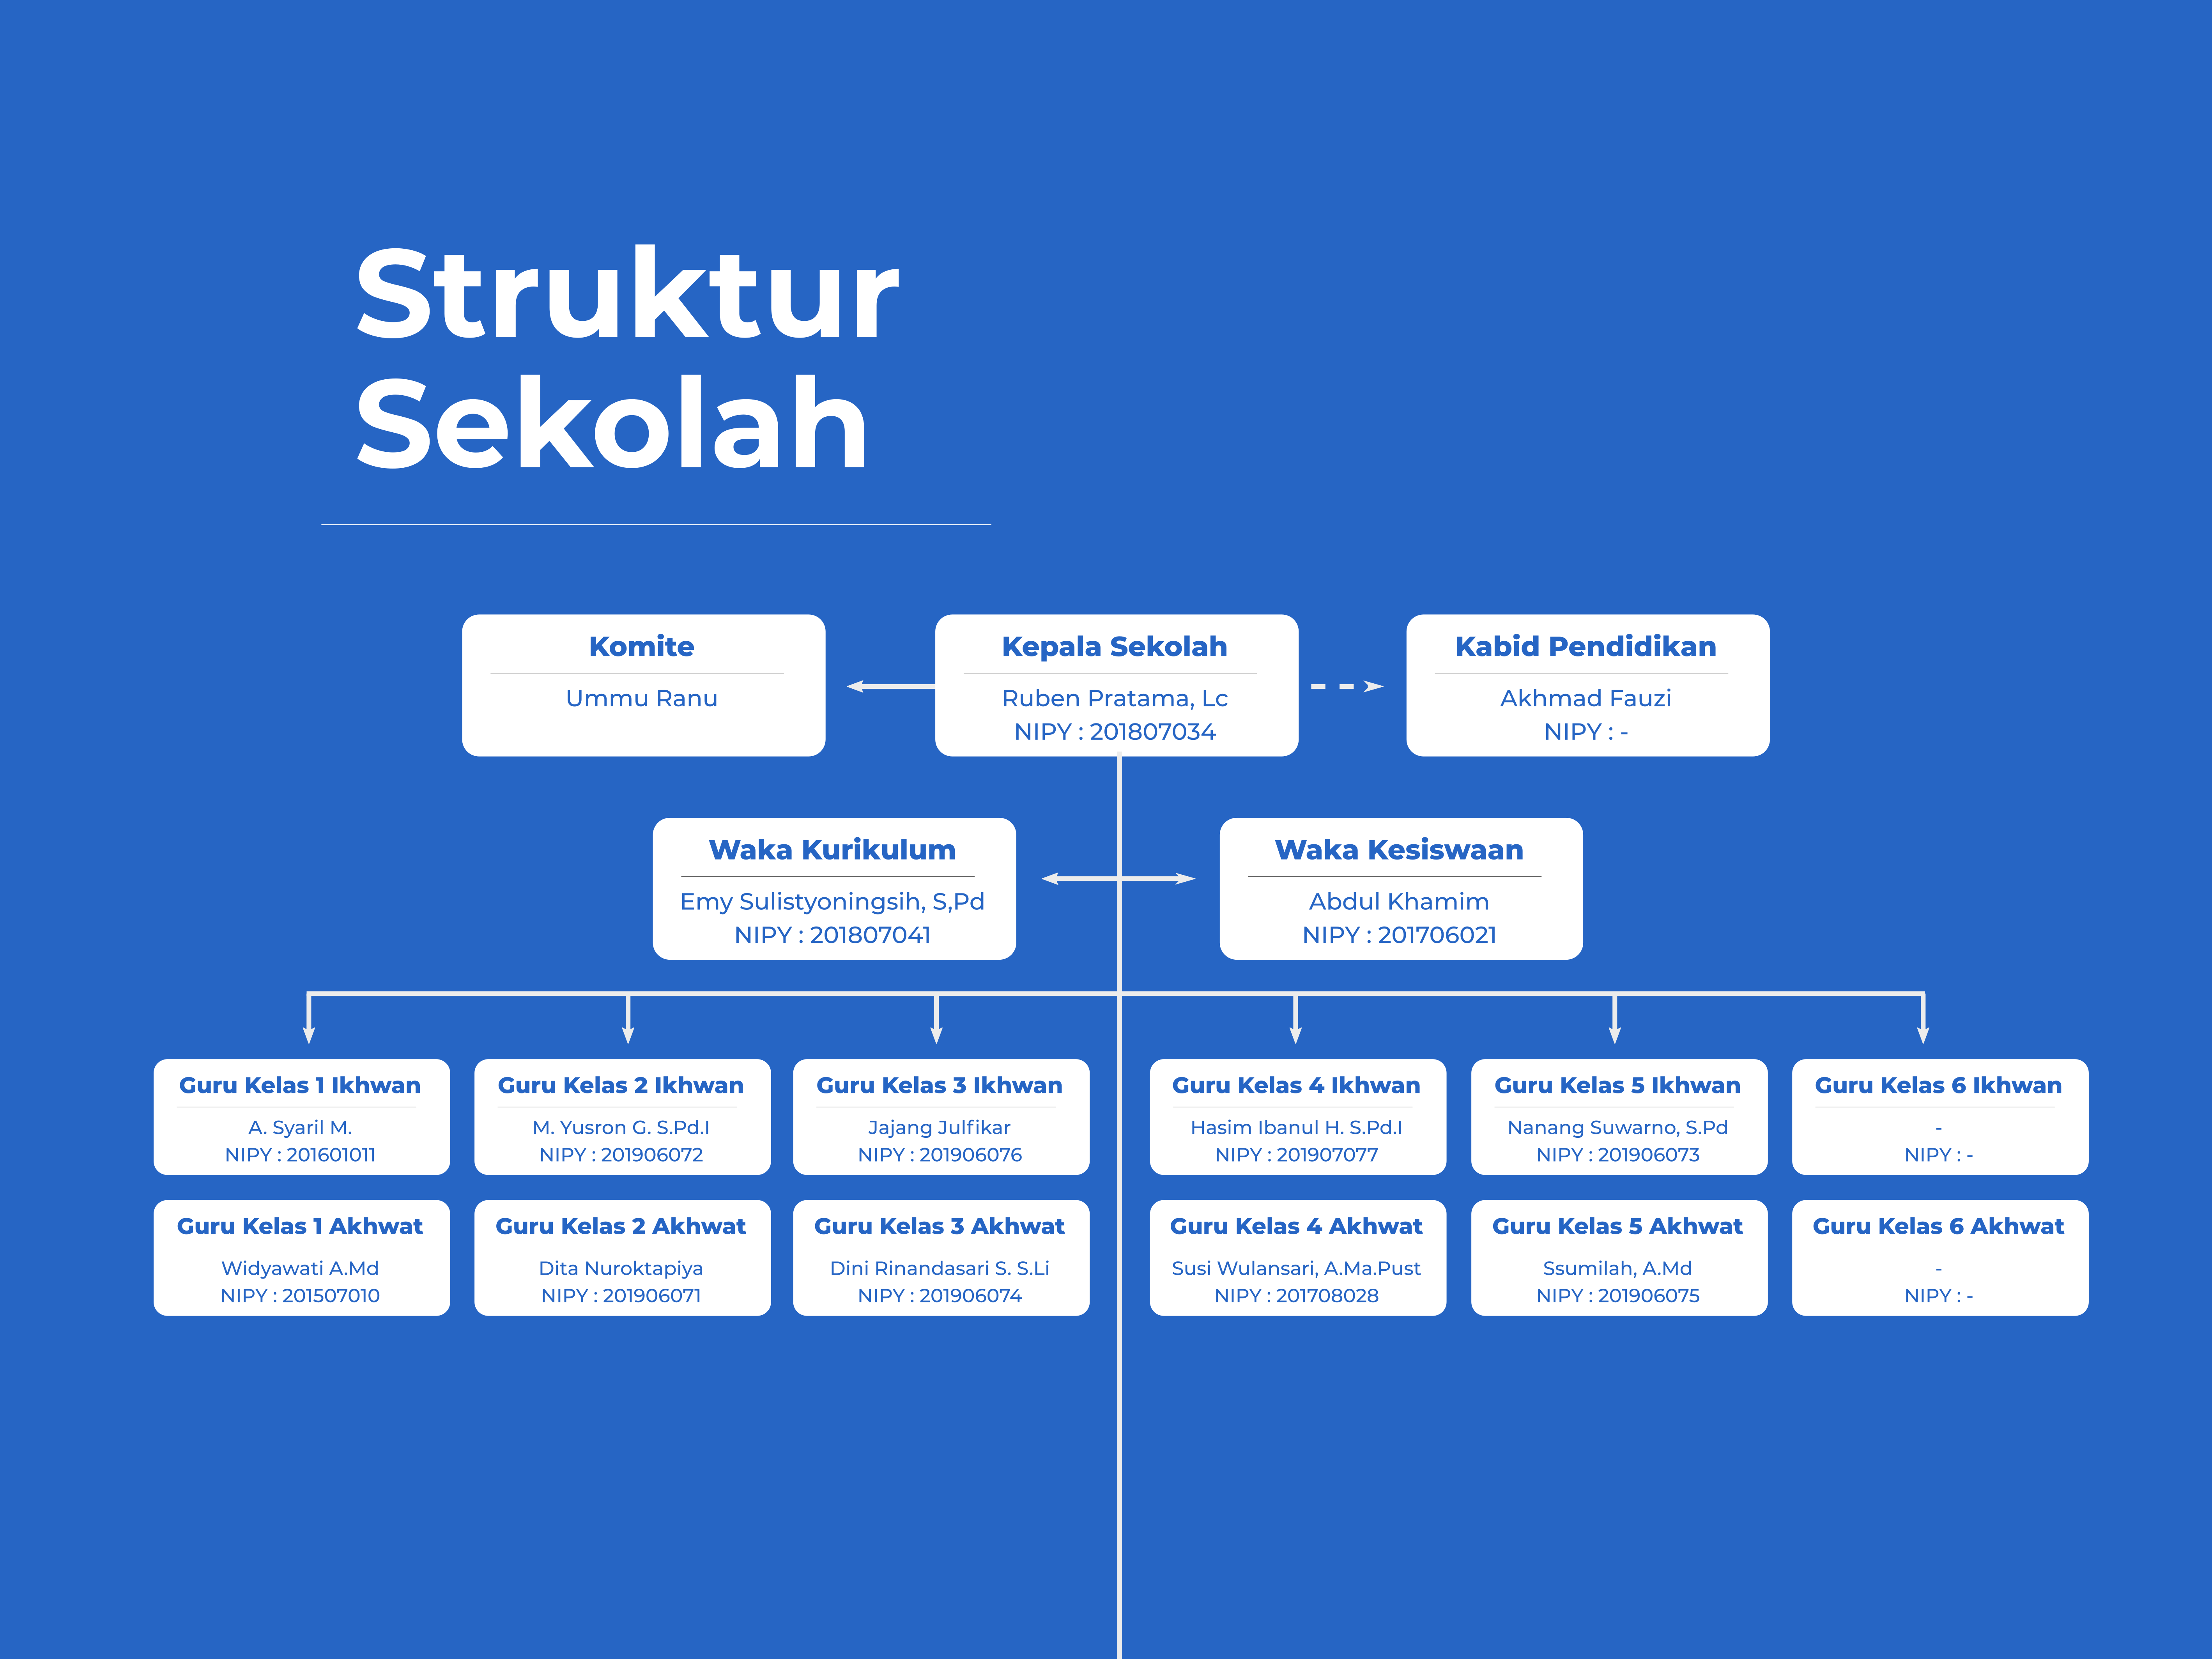 Struktur
Sekolah
Komite
Ummu Ranu
Kepala Sekolah
Ruben Pratama, Lc
NIPY : 201807034
Kabid Pendidikan
Akhmad Fauzi
NIPY : -
Waka Kurikulum
Emy Sulistyoningsih, S,Pd
NIPY : 201807041
Waka Kesiswaan
Abdul Khamim
NIPY : 201706021
Guru Kelas 1 Ikhwan
A. Syaril M.
NIPY : 201601011
Guru Kelas 2 Ikhwan
M. Yusron G. S.Pd.I
NIPY : 201906072
Guru Kelas 3 Ikhwan
Jajang Julfikar
NIPY : 201906076
Guru Kelas 4 Ikhwan
Hasim Ibanul H. S.Pd.I
NIPY : 201907077
Guru Kelas 5 Ikhwan
Nanang Suwarno, S.Pd
NIPY : 201906073
Guru Kelas 6 Ikhwan
-
NIPY : -
Guru Kelas 1 Akhwat
Widyawati A.Md
NIPY : 201507010
Guru Kelas 2 Akhwat
Dita Nuroktapiya
NIPY : 201906071
Guru Kelas 3 Akhwat
Dini Rinandasari S. S.Li
NIPY : 201906074
Guru Kelas 4 Akhwat
Susi Wulansari, A.Ma.Pust
NIPY : 201708028
Guru Kelas 5 Akhwat
Ssumilah, A.Md
NIPY : 201906075
Guru Kelas 6 Akhwat
-
NIPY : -